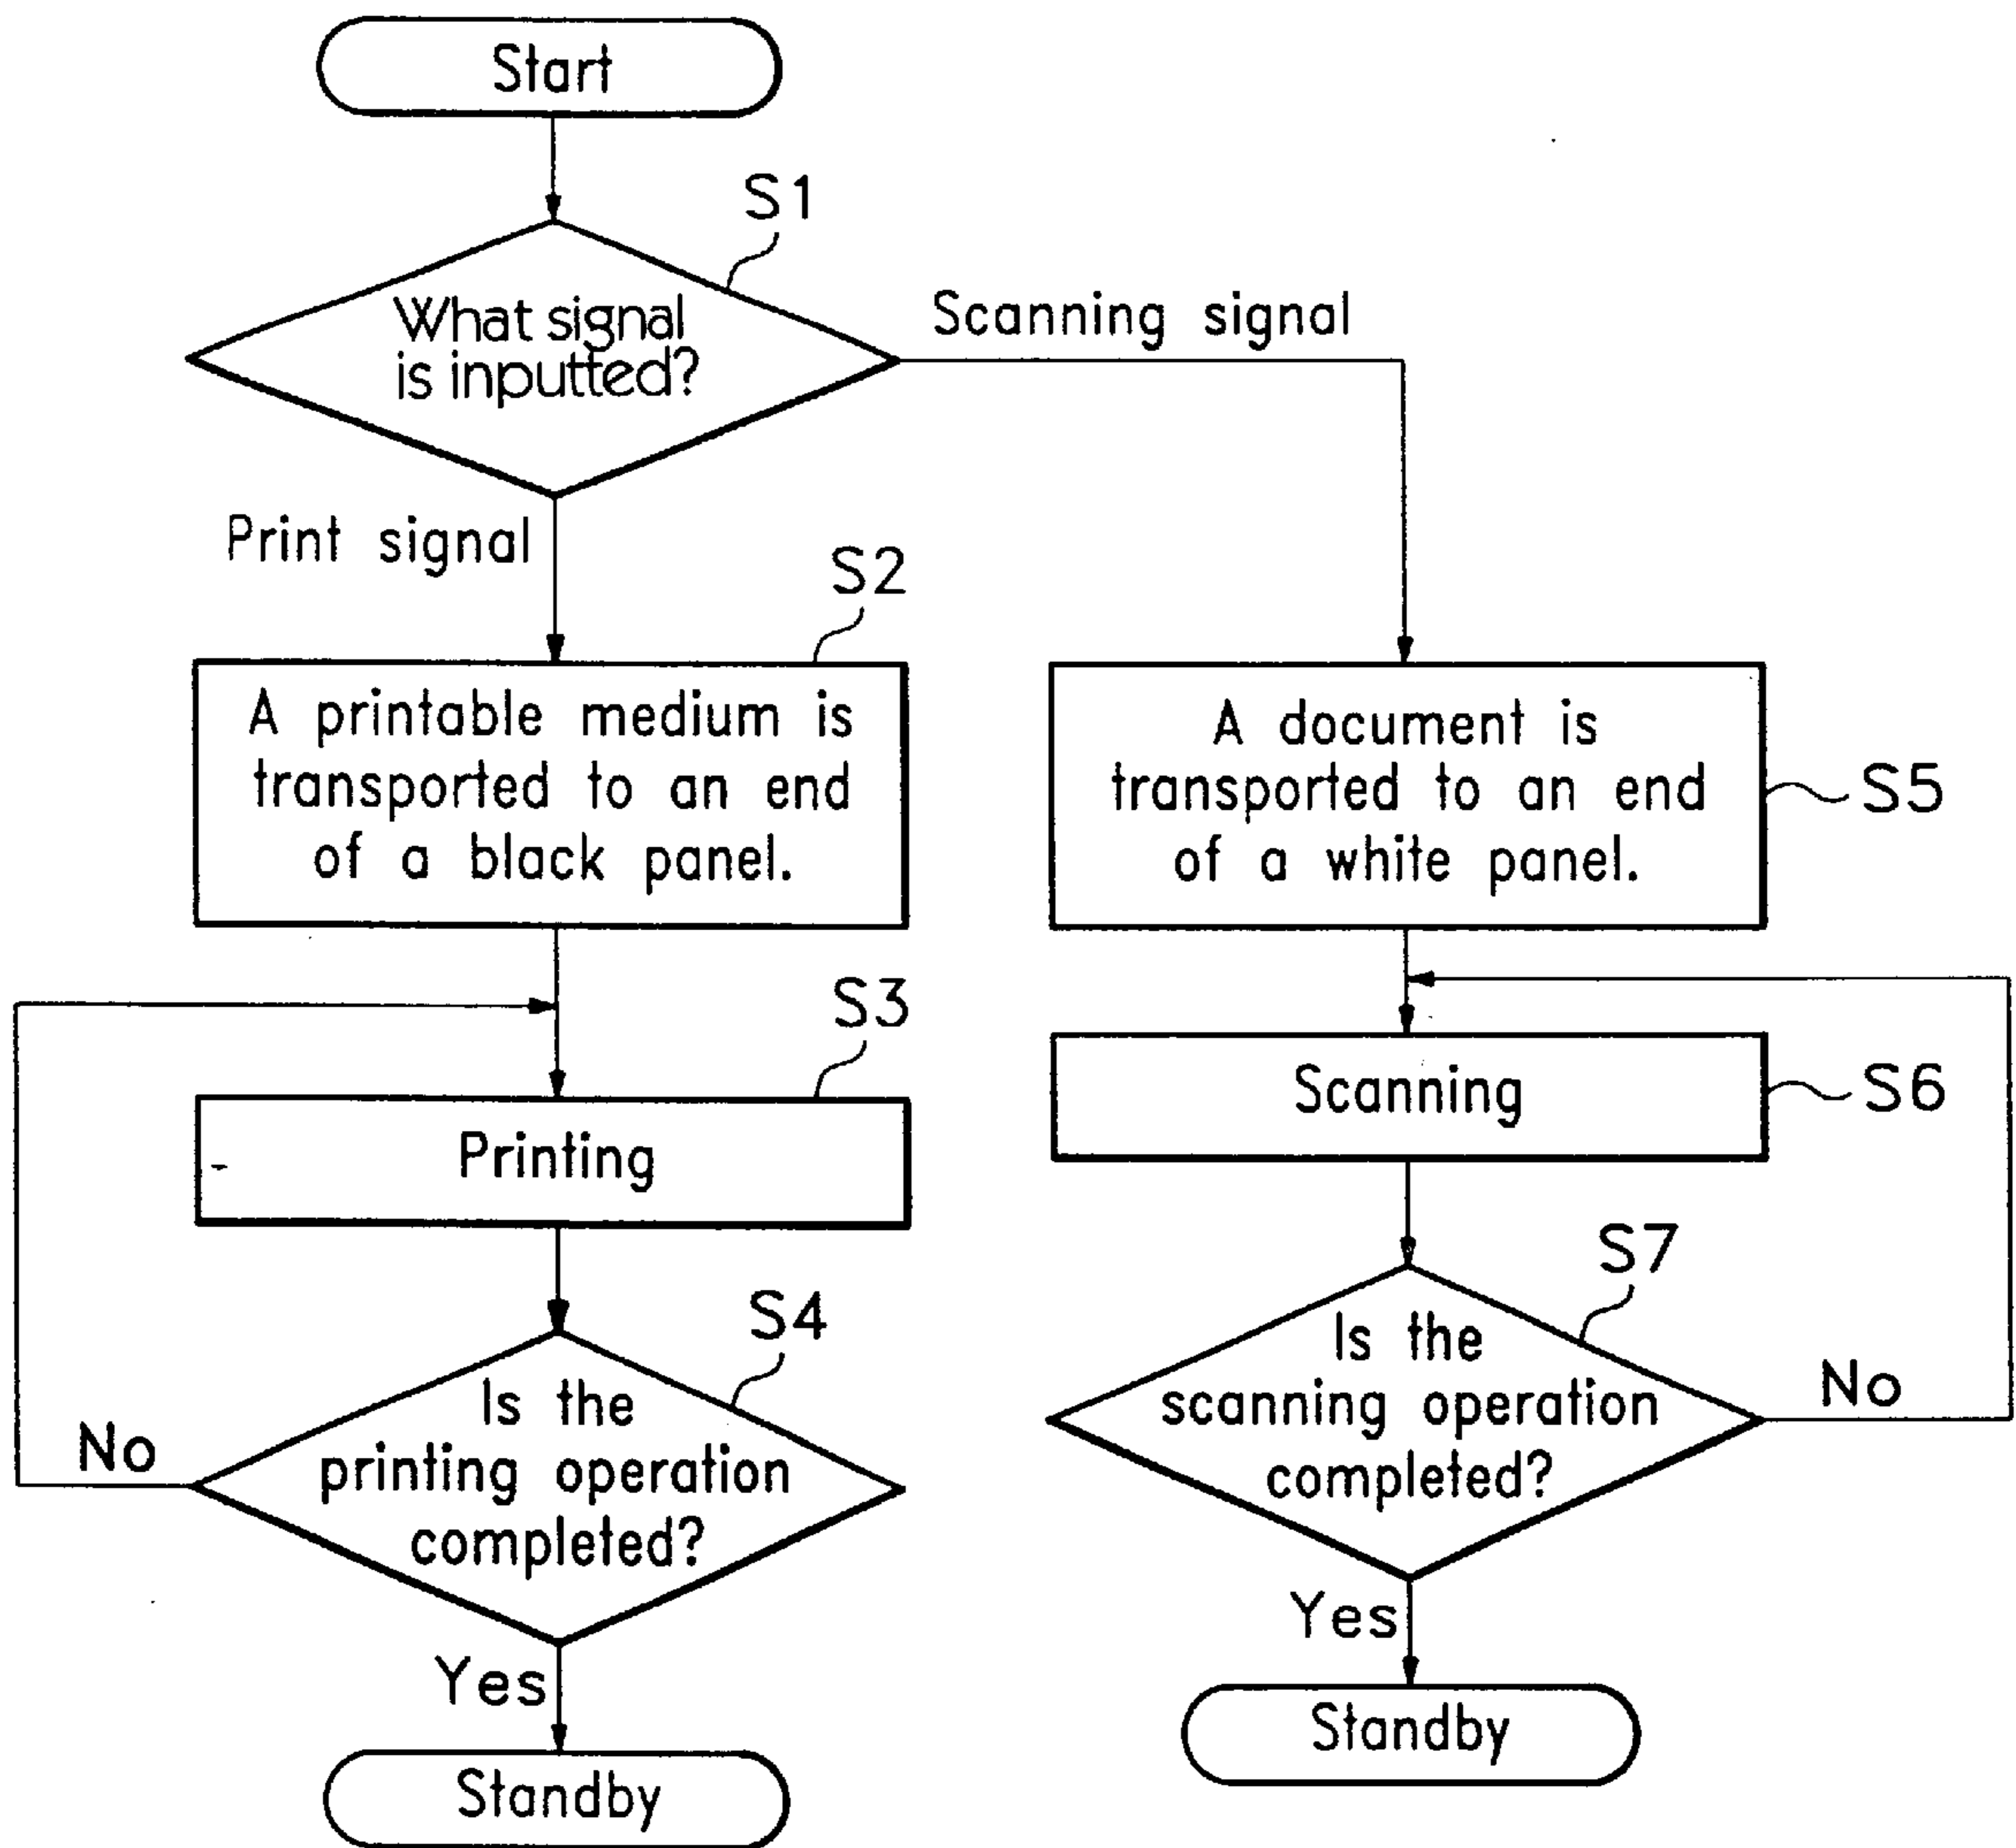 Start
S1
What signal
is inputted?
Scanning signal
Print signal
S2
A printable medium is
transported to an end
of a black panel.
A document is
transported to an end
of a white panel.
S5
S3
Printing
Scanning
S6
S4
Is the
printing operation
completed?
No
Yes
Standby
S7
Is the
scanning operation
completed?
No
Yes
Standby